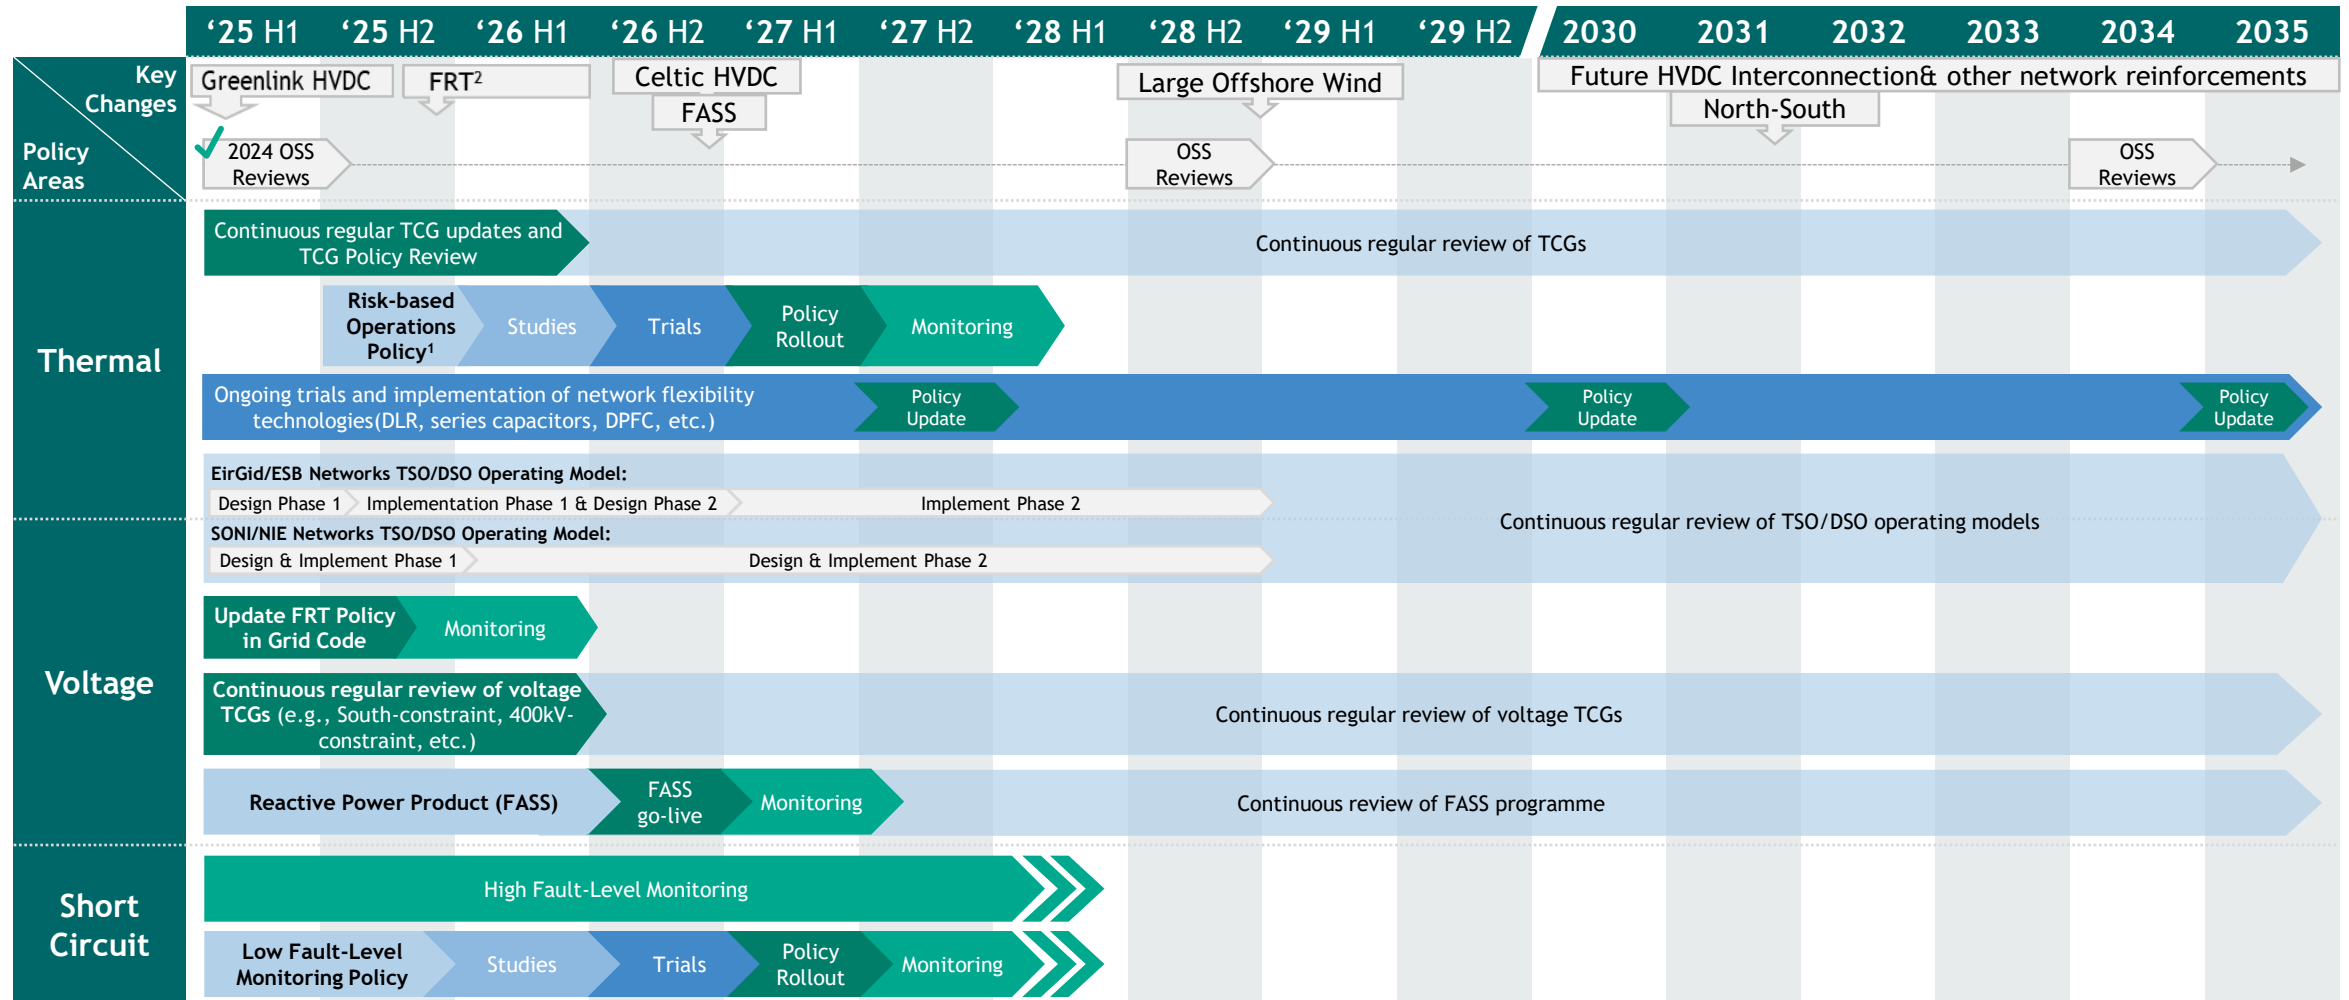 ‘25 H1 ‘25 H2 ‘26 H1 ‘26 H2 ‘27 H1 ‘27 H2 ‘28 H1 ‘28 H2 ‘29 H1 ‘29 H2 2030 2031 2032 2033 2034 2035
Key
Changes
Policy
Areas
Greenlink HVDC
FRT²
Celtic HVDC
FASS
Large Offshore Wind
Future HVDC Interconnection& other network reinforcements
North-South
2024 OSS
Reviews
OSS
Reviews
OSS
Reviews
Thermal
Continuous regular TCG updates and
TCG Policy Review
Continuous regular review of TCGs
Risk-based
Operations
Policy¹
Studies
Trials
Policy
Rollout
Monitoring
Ongoing trials and implementation of network flexibility
technologies(DLR, series capacitors, DPFC, etc.)
Policy
Update
Policy
Update
Policy
Update
EirGid/ESB Networks TSO/DSO Operating Model:
Design Phase 1
Implementation Phase 1 & Design Phase 2
Implement Phase 2
SONI/NIE Networks TSO/DSO Operating Model:
Design & Implement Phase 1
Design & Implement Phase 2
Continuous regular review of TSO/DSO operating models
Voltage
Update FRT Policy
in Grid Code
Monitoring
Continuous regular review of voltage
TCGs (e.g., South-constraint, 400kV-
constraint, etc.)
Continuous regular review of voltage TCGs
Reactive Power Product (FASS)
FASS
go-live
Monitoring
Continuous review of FASS programme
Short
Circuit
High Fault-Level Monitoring
Low Fault-Level
Monitoring Policy
Studies
Trials
Policy
Rollout
Monitoring